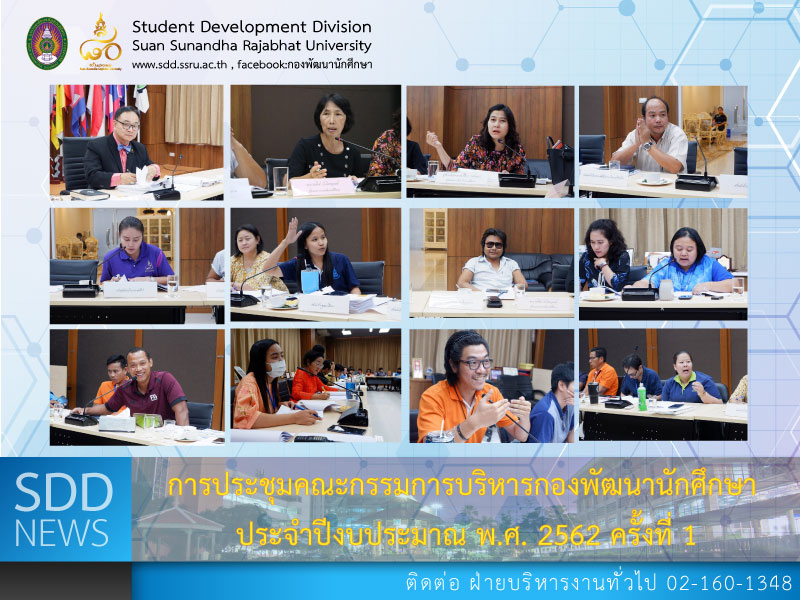 Student Development Division
Suan Sunandha Rajabhat University
www.sdd.ssru.ac.th , facebook:กองพัฒนานักศึกษา
SDD
NEWS
การประชุมคณะกรรมการบริหารกองพัฒนานักศึกษา
ประจำปีงบประมาณ พ.ศ. 2562 ครั้งที่ 1
ติดต่อ ฝ่ายบริหารงานทั่วไป 02-160-1348